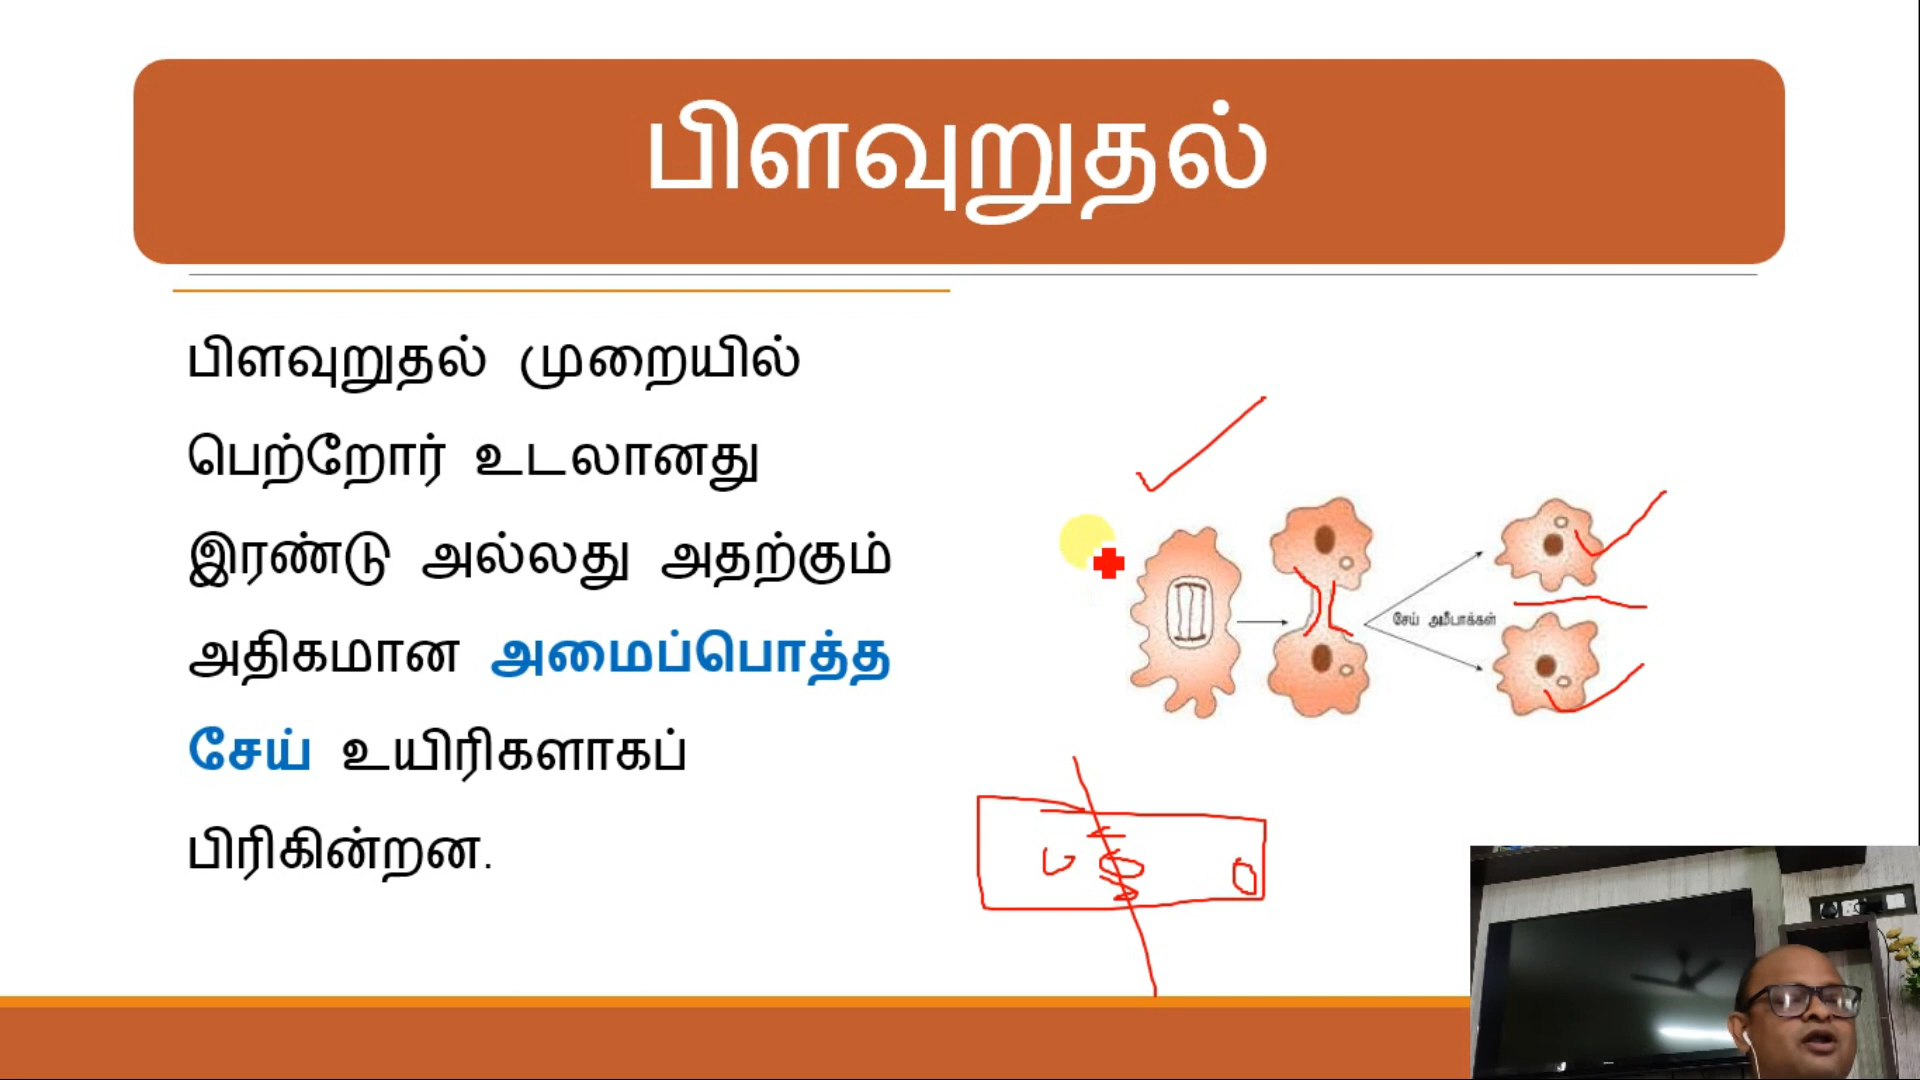 பிளவுறுதல்
பிளவுறுதல் முறையில்
பெற்றோர் உடலானது
இரண்டு அல்லது அதற்கும்
அதிகமான அமைப்பொத்த
சேய் உயிரிகளாகப்
பிரிகின்றன.
சேய் அமீபாக்கள்